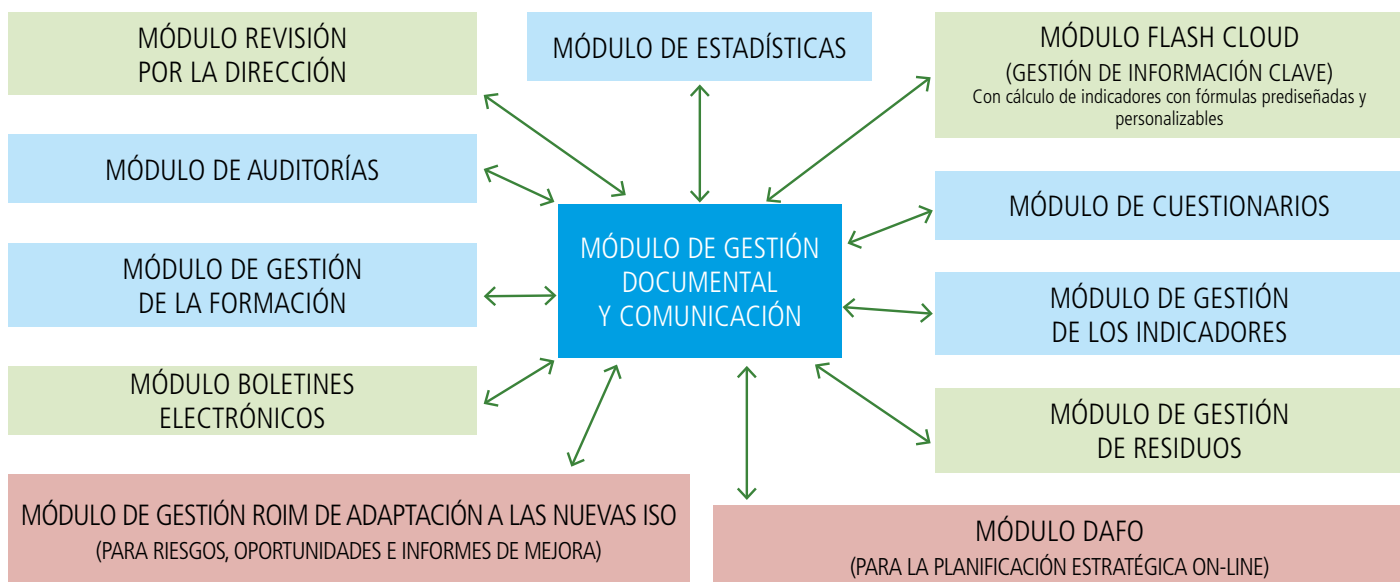 MÓDULO REVISIÓN
POR LA DIRECCIÓN
MÓDULO DE ESTADÍSTICAS
MÓDULO FLASH CLOUD
(GESTIÓN DE INFORMACIÓN CLAVE)
Con cálculo de indicadores con fórmulas prediseñadas y
personalizables
MÓDULO DE AUDITORÍAS
MÓDULO DE CUESTIONARIOS
MÓDULO DE GESTIÓN
DOCUMENTAL
Y COMUNICACIÓN
MÓDULO DE GESTIÓN
DE LA FORMACIÓN
MÓDULO DE GESTIÓN
DE LOS INDICADORES
MÓDULO BOLETINES
ELECTRÓNICOS
MÓDULO DE GESTIÓN
DE RESIDUOS
MÓDULO DE GESTIÓN ROIM DE ADAPTACIÓN A LAS NUEVAS ISO
(PARA RIESGOS, OPORTUNIDADES E INFORMES DE MEJORA)
MÓDULO DAFO
(PARA LA PLANIFICACIÓN ESTRATÉGICA ON-LINE)